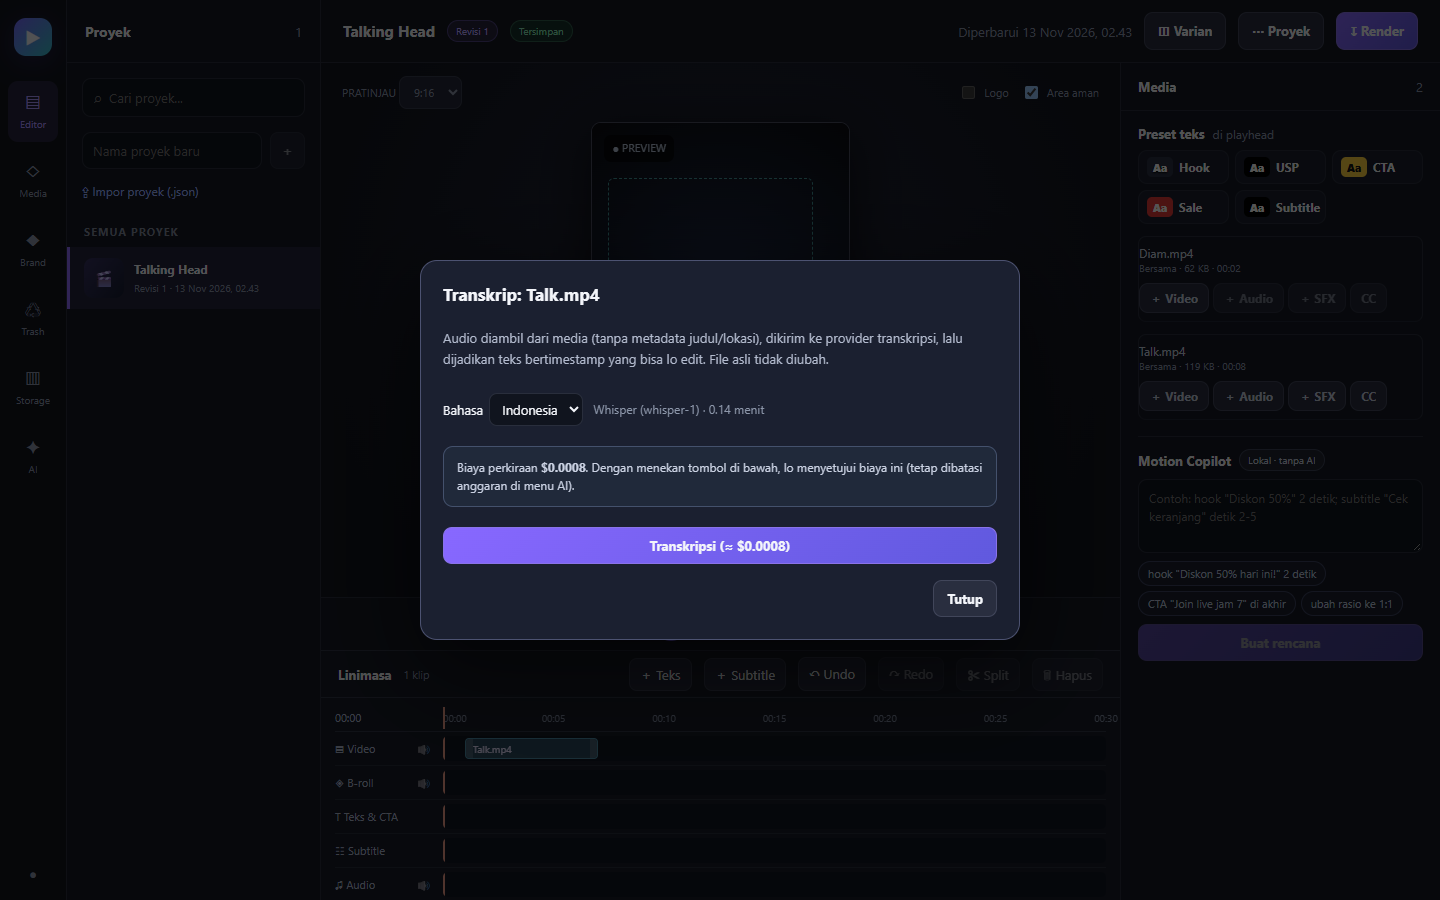 Proyek
1
Talking Head
Revisi 1
Tersimpan
Diperbarui 13 Nov 2026, 02.43
Varian
Proyek
Render
Editor
Media
Brand
Trash
Storage
AI
Cari proyek...
Nama proyek baru
+
Impor proyek (.json)
SEMUA PROYEK
Talking Head
Revisi 1 · 13 Nov 2026, 02.43
PRATINJAU
9:16
Logo
Area aman
PREVIEW
Transkrip: Talk.mp4
Audio diambil dari media (tanpa metadata judul/lokasi), dikirim ke provider transkripsi, lalu
dijadikan teks bertimestamp yang bisa lo edit. File asli tidak diubah.
Bahasa
Indonesia
Whisper (whisper-1) · 0.14 menit
Biaya perkiraan $0.0008. Dengan menekan tombol di bawah, lo menyetujui biaya ini (tetap dibatasi
anggaran di menu AI).
Transkripsi (≈ $0.0008)
Tutup
Media
2
Preset teks di playhead
Aa Hook
Aa USP
Aa CTA
Aa Sale
Aa Subtitle
Diam.mp4
Bersama · 62 KB · 00:02
+ Video
+ Audio
+ SFX
CC
Talk.mp4
Bersama · 119 KB · 00:08
+ Video
+ Audio
+ SFX
CC
Motion Copilot
Lokal · tanpa AI
Contoh: hook "Diskon 50%" 2 detik; subtitle "Cek
keranjang" detik 2-5
hook "Diskon 50% hari ini!" 2 detik
CTA "Join live jam 7" di akhir
ubah rasio ke 1:1
Buat rencana
Linimasa
1 klip
+ Teks
+ Subtitle
Undo
Redo
Split
Hapus
00:00
00:00
00:05
00:10
00:15
00:20
00:25
00:30
Video
Talk.mp4
B-roll
T Teks & CTA
Subtitle
Audio